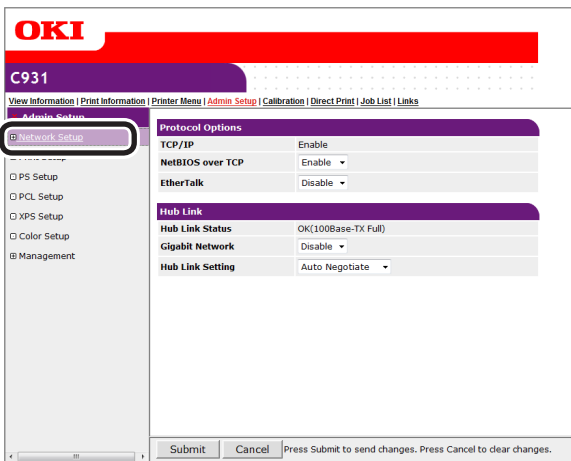 OKI
C931
View Information | Print Information | Printer Menu | Admin Setup | Calibration | Direct Print | Job List | Links
Admin Setup
Network Setup
PS Setup
PCL Setup
XPS Setup
Color Setup
Management
Protocol Options
TCP/IP Enable
NetBIOS over TCP Enable
EtherTalk Disable
Hub Link
Hub Link Status OK(100Base-TX Full)
Gigabit Network Disable
Hub Link Setting Auto Negotiate
Submit Cancel Press Submit to send changes. Press Cancel to clear changes.